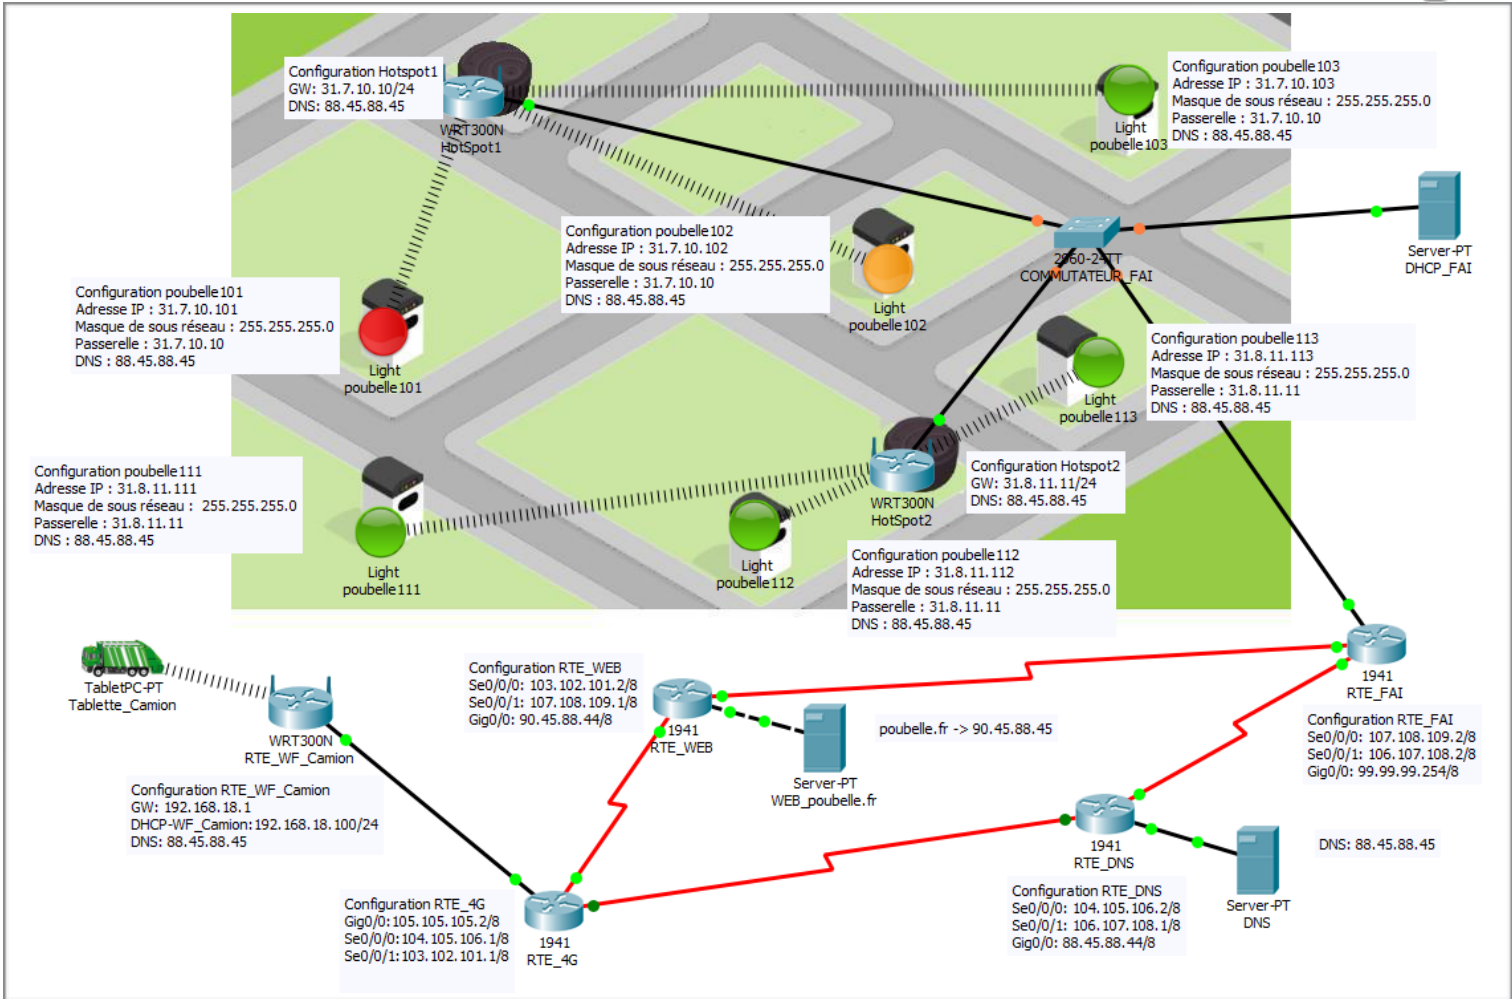 Configuration Hotspot1
GW: 31.7.10.10/24
DNS: 88.45.88.45
WRT300N
HotSpot1
Configuration poubelle103
Adresse IP : 31.7.10.103
Masque de sous réseau : 255.255.255.0
Passerelle : 31.7.10.10
DNS : 88.45.88.45
Light
poubelle103
Configuration poubelle102
Adresse IP : 31.7.10.102
Masque de sous réseau : 255.255.255.0
Passerelle : 31.7.10.10
DNS : 88.45.88.45
Light
poubelle102
2960-24TT
COMMUTATEUR_FAI
Server-PT
DHCP_FAI
Configuration poubelle101
Adresse IP : 31.7.10.101
Masque de sous réseau : 255.255.255.0
Passerelle : 31.7.10.10
DNS : 88.45.88.45
Light
poubelle101
Configuration poubelle113
Adresse IP : 31.8.11.113
Masque de sous réseau : 255.255.255.0
Passerelle : 31.8.11.11
DNS : 88.45.88.45
Light
poubelle113
Configuration poubelle111
Adresse IP : 31.8.11.111
Masque de sous réseau : 255.255.255.0
Passerelle : 31.8.11.11
DNS : 88.45.88.45
Light
poubelle111
WRT300N
HotSpot2
Configuration Hotspot2
GW: 31.8.11.11/24
DNS: 88.45.88.45
Light
poubelle112
Configuration poubelle112
Adresse IP : 31.8.11.112
Masque de sous réseau : 255.255.255.0
Passerelle : 31.8.11.11
DNS : 88.45.88.45
TabletPC-PT
Tablette_Camion
WRT300N
RTE_WF_Camion
Configuration RTE_WF_Camion
GW: 192.168.18.1
DHCP-WF_Camion:192.168.18.100/24
DNS: 88.45.88.45
Configuration RTE_WEB
Se0/0/0: 103.102.101.2/8
Se0/0/1: 107.108.109.1/8
Gig0/0: 90.45.88.44/8
1941
RTE_WEB
Server-PT
WEB_poubelle.fr
poubelle.fr -> 90.45.88.45
1941
RTE_FAI
Configuration RTE_FAI
Se0/0/0: 107.108.109.2/8
Se0/0/1: 106.107.108.2/8
Gig0/0: 99.99.99.254/8
1941
RTE_DNS
Configuration RTE_DNS
Se0/0/0: 104.105.106.2/8
Se0/0/1: 106.107.108.1/8
Gig0/0: 88.45.88.44/8
DNS: 88.45.88.45
Server-PT
DNS
Configuration RTE_4G
Gig0/0:105.105.105.2/8
Se0/0/0:104.105.106.1/8
Se0/0/1:103.102.101.1/8
1941
RTE_4G